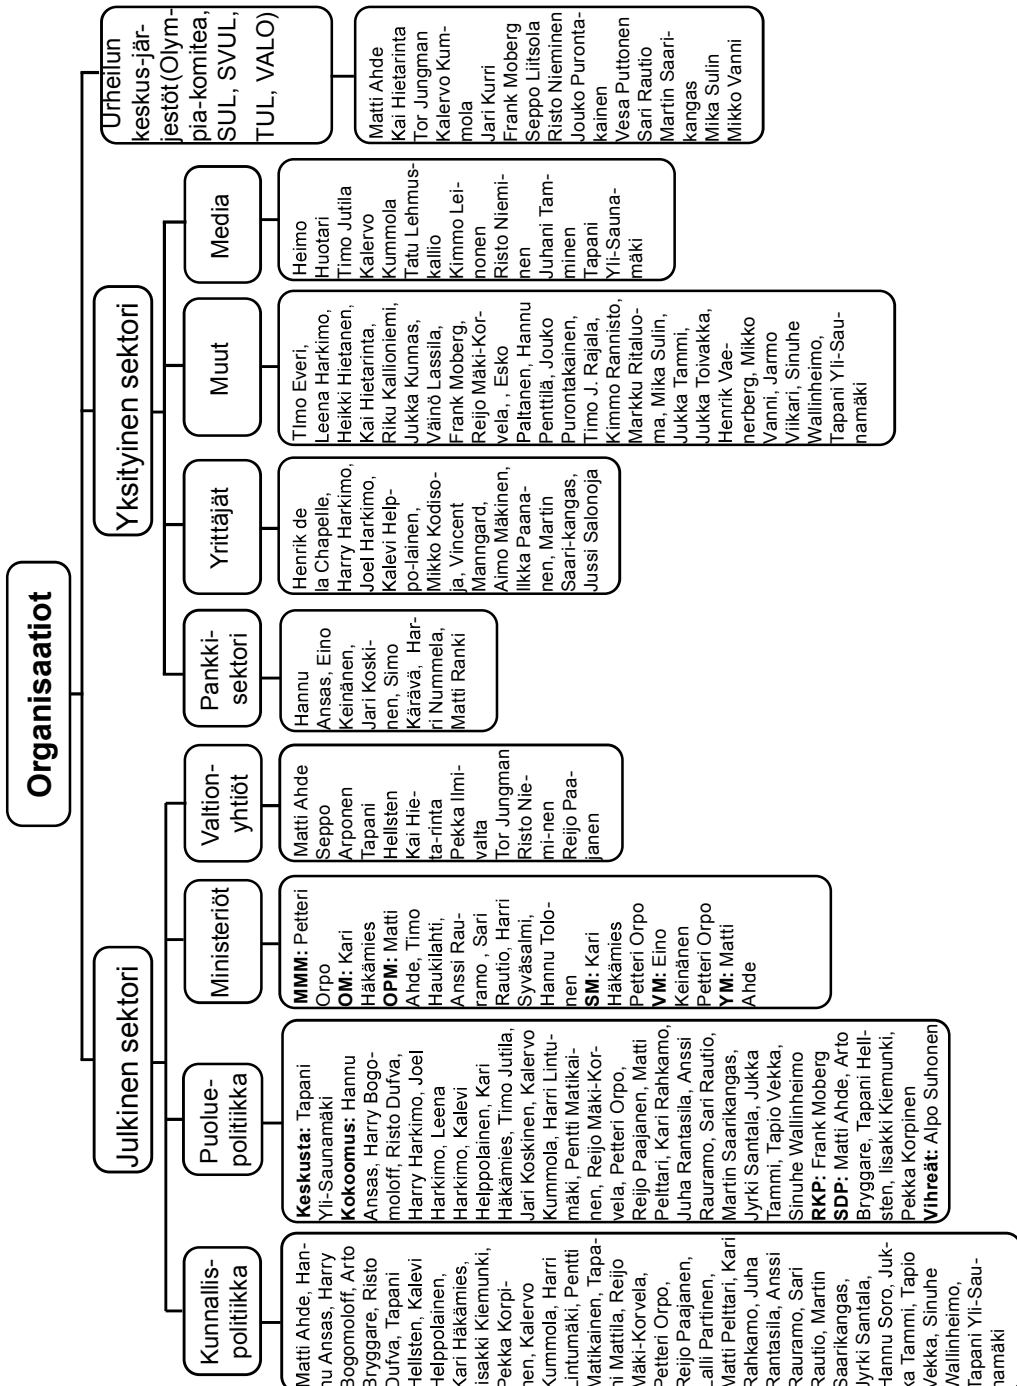 Organisaatiot
Julkinen sektori
Yksityinen sektori
Urheilun
keskus-jär-
jestöt (Olym-
pia-komitea,
SUL, SVUL,
TUL, VALO)
Kunnallis-
politiikka
Puolue-
politiikka
Ministeriöt
Valtion-
yhtiöt
Pankki-
sektori
Yrittäjät
Muut
Media
Matti Ahde, Han-
nu Ansas, Harry
Bogomoloff, Arto
Bryggare, Risto
Dufva, Tapani
Hellsten, Kalevi
Helppolainen,
Kari Häkämies,
Iisakki Kiemunki,
Pekka Korpi-
nen, Kalervo
Kummola, Harri
Lintumäki, Pentti
Matikainen, Tapa-
ni Mattila, Reijo
Mäki-Korvela,
Petteri Orpo,
Reijo Paajanen,
Lalli Partinen,
Matti Pelttari, Kari
Rahkamo, Juha
Rantasila, Anssi
Rauramo, Sari
Rautio, Martin
Saarikangas,
Jyrki Santala,
Hannu Soro, Juk-
ka Tammi, Tapio
Vekka, Sinuhe
Wallinheimo,
Tapani Yli-Sau-
namäki
Keskusta: Tapani
Yli-Saunamäki
Kokoomus: Hannu
Ansas, Harry Bogo-
moloff, Risto Dufva,
Harry Harkimo, Joel
Harkimo, Leena
Harkimo, Kalevi
Helppolainen, Kari
Häkämies, Timo Jutila,
Jari Koskinen, Kalervo
Kummola, Harri Lintu-
mäki, Pentti Matikai-
nen, Reijo Mäki-Kor-
vela, Petteri Orpo,
Reijo Paajanen, Matti
Pelttari, Kari Rahkamo,
Juha Rantasila, Anssi
Rauramo, Sari Rautio,
Martin Saarikangas,
Jyrki Santala, Jukka
Tammi, Tapio Vekka,
Sinuhe Wallinheimo
RKP: Frank Moberg
SDP: Matti Ahde, Arto
Bryggare, Tapani Hell-
sten, Iisakki Kiemunki,
Pekka Korpinen
Vihreät: Alpo Suhonen
MMM: Petteri
Orpo
OM: Kari
Häkämies
OPM: Matti
Ahde, Timo
Haukilahti,
Anssi Rau-
ramo , Sari
Rautio, Harri
Syväsalmi,
Hannu Tolo-
nen
SM: Kari
Häkämies
Petteri Orpo
VM: Eino
Keinänen
Petteri Orpo
YM: Matti
Ahde
Matti Ahde
Seppo
Arponen
Tapani
Hellsten
Kai Hie-
ta-rinta
Pekka Ilmi-
valta
Tor Jungman
Risto Nie-
mi-nen
Reijo Paa-
janen
Hannu
Ansas, Eino
Keinänen,
Jari Koski-
nen, Simo
Kärävä, Har-
ri Nummela,
Matti Ranki
Henrik de
la Chapelle,
Harry Harkimo,
Joel Harkimo,
Kalevi Help-
po-lainen,
Mikko Kodiso-
ja, Vincent
Manngard,
Aimo Mäkinen,
Ilkka Paana-
nen, Martin
Saari-kangas,
Jussi Salonoja
TImo Everi,
Leena Harkimo,
Heikki Hietanen,
Kai Hietarinta,
Riku Kallioniemi,
Jukka Kunnas,
Väinö Lassila,
Frank Moberg,
Reijo Mäki-Kor-
vela, , Esko
Paltanen, Hannu
Penttilä, Jouko
Purontakainen,
Timo J. Rajala,
Kimmo Rannisto,
Markku Ritaluo-
ma, Mika Sulin,
Jukka Tammi,
Jukka Toivakka,
Henrik Vae-
nerberg, Mikko
Vanni, Jarmo
Viikari, Sinuhe
Wallinheimo,
Tapani Yli-Sau-
namäki
Heimo
Huotari
Timo Jutila
Kalervo
Kummola
Tatu Lehmus-
kallio
Kimmo Lei-
nonen
Risto Niemi-
nen
Juhani Tam-
minen
Tapani
Yli-Sauna-
mäki
Matti Ahde
Kai Hietarinta
Tor Jungman
Kalervo Kum-
mola
Jari Kurri
Frank Moberg
Seppo Liitsola
Risto Nieminen
Jouko Puronta-
kainen
Vesa Puttonen
Sari Rautio
Martin Saari-
kangas
Mika Sulin
Mikko Vanni